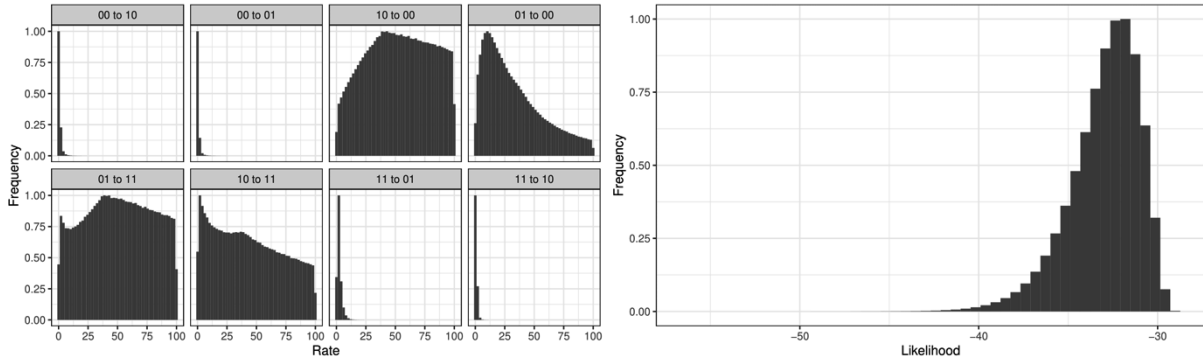 00 to 10
00 to 01
10 to 00
01 to 00
1.00
0.75
0.50
0.25
0.00
01 to 11
10 to 11
11 to 01
11 to 10
1.00
0.75
0.50
0.25
0.00
0 25 50 75 100
0 25 50 75 100
0 25 50 75 100
0 25 50 75 100
Rate
Frequency
1.00
0.75
0.50
0.25
0.00
−50 −40 −30
Likelihood
Frequency